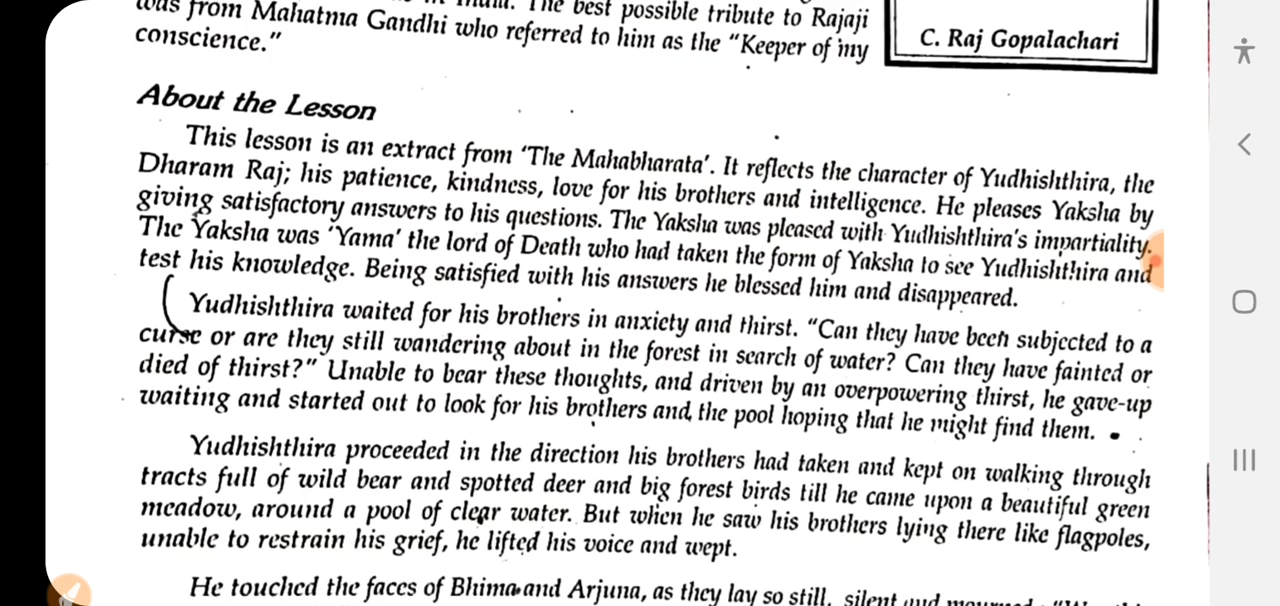 The best possible tribute to Rajaji
was from Mahatma Gandhi who referred to him as the "Keeper of my
conscience."
C. Raj Gopalachari
About the Lesson
This lesson is an extract from 'The Mahabharata'. It reflects the character of Yudhishthira, the
Dharam Raj; his patience, kindness, love for his brothers and intelligence. He pleases Yaksha by
giving satisfactory answers to his questions. The Yaksha was pleased with Yudhishthira's impartiality.
The Yaksha was 'Yama' the lord of Death who had taken the form of Yaksha to see Yudhishthira and
test his knowledge. Being satisfied with his answers he blessed him and disappeared.
Yudhishthira waited for his brothers in anxiety and thirst. "Can they have been subjected to a
curse or are they still wandering about in the forest in search of water? Can they have fainted or
died of thirst?" Unable to bear these thoughts, and driven by an overpowering thirst, he gave-up
waiting and started out to look for his brothers and the pool hoping that he might find them.
Yudhishthira proceeded in the direction his brothers had taken and kept on walking through
tracts full of wild bear and spotted deer and big forest birds till he came upon a beautiful green
meadow, around a pool of clear water. But when he saw his brothers lying there like flagpoles,
unable to restrain his grief, he lifted his voice and wept.
He touched the faces of Bhima and Arjuna, as they lay so still, silent and mourned